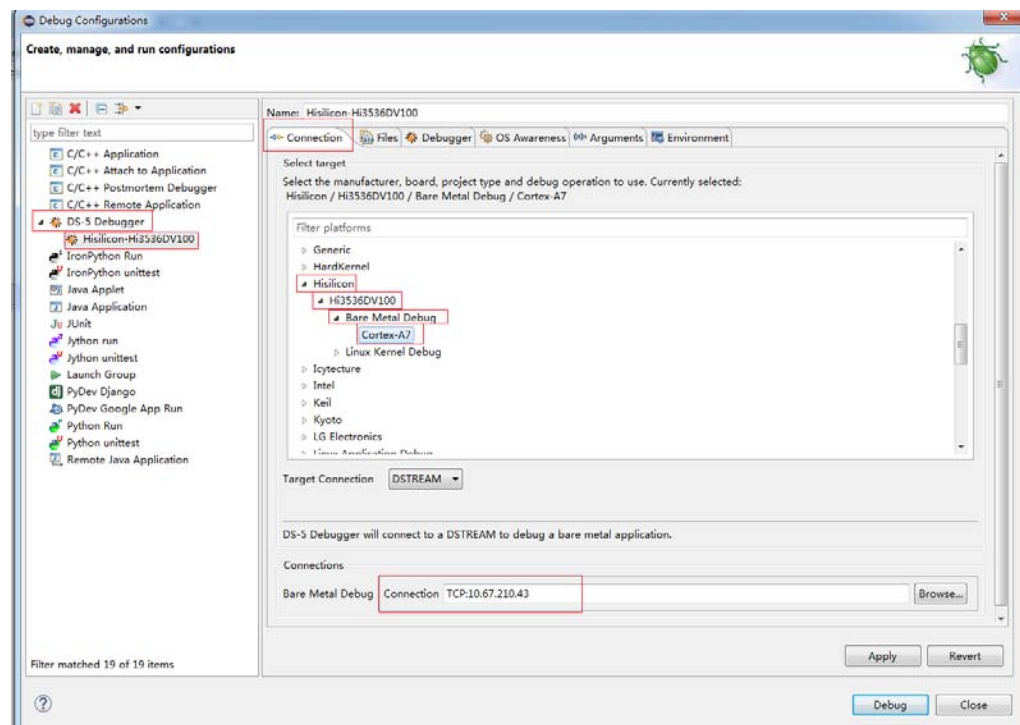 Debug Configurations
Create, manage, and run configurations
type filter text
C/C++ Application
C/C++ Attach to Application
C/C++ Postmortem Debugger
C/C++ Remote Application
DS-5 Debugger
Hisilicon-Hi3536DV100
IronPython Run
IronPython unittest
Java Applet
Java Application
Ju JUnit
Jython run
Jython unittest
Launch Group
PyDev Django
PyDev Google App Run
Python Run
Python unittest
Remote Java Application
Filter matched 19 of 19 items
Name: Hisilicon-Hi3536DV100
Connection Files Debugger OS Awareness Arguments Environment
Select target
Select the manufacturer, board, project type and debug operation to use. Currently selected:
Hisilicon / Hi3536DV100 / Bare Metal Debug / Cortex-A7
Filter platforms
Generic
HardKernel
Hisilicon
Hi3536DV100
Bare Metal Debug
Cortex-A7
Linux Kernel Debug
Icytecture
Intel
Keil
Kyoto
LG Electronics
Linux Application Debug
Target Connection DSTREAM
DS-5 Debugger will connect to a DSTREAM to debug a bare metal application.
Connections
Bare Metal Debug Connection TCP:10.67.210.43 Browse...
Apply Revert
Debug Close